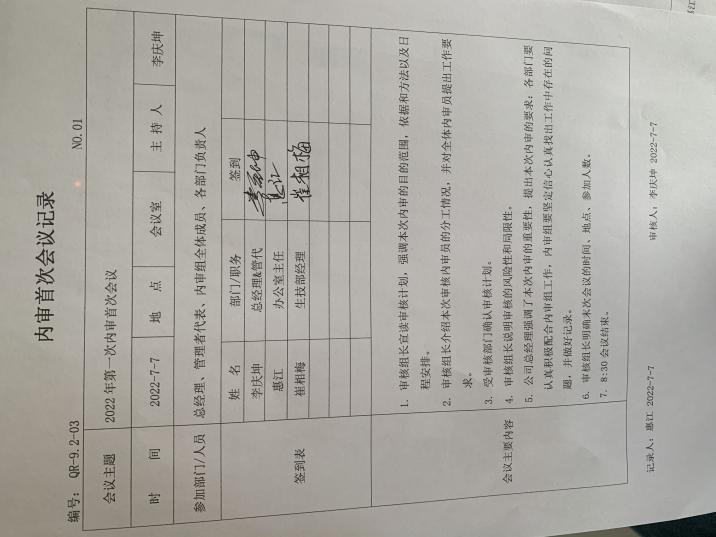 内审首次会议记录
编号: QR-9.2-03 NO.01
会议主题 2022 年第一次内审首次会议
时 间 2022-7-7 地 点 会议室 主 持 人 李庆坤
参加部门/人员 总经理、管理者代表、内审组全体成员、各部门负责人
签到表 姓 名 部门/职务 签到
李庆坤 总经理&管代 李庆坤
惠江 办公室主任 惠江
崔相梅 生技部经理 崔相梅
会议主要内容
1. 审核组长宣读审核计划，强调本次内审的目的范围，依据和方法以及日
程安排。
2. 审核组长介绍本次审核内审员的分工情况，并对全体内审员提出工作要
求。
3. 受审核部门确认审核计划。
4. 审核组长说明审核的风险性和局限性。
5. 公司总经理强调了本次内审的重要性，提出本次内审的要求：各部门要
认真积极配合内审组工作，内审组要坚定信心认真找出工作中存在的问
题，并做好记录。
6. 审核组长明确末次会议的时间、地点、参加人数。
7. 8:30 会议结束。
记录人：惠江 2022-7-7 审核人：李庆坤 2022-7-7